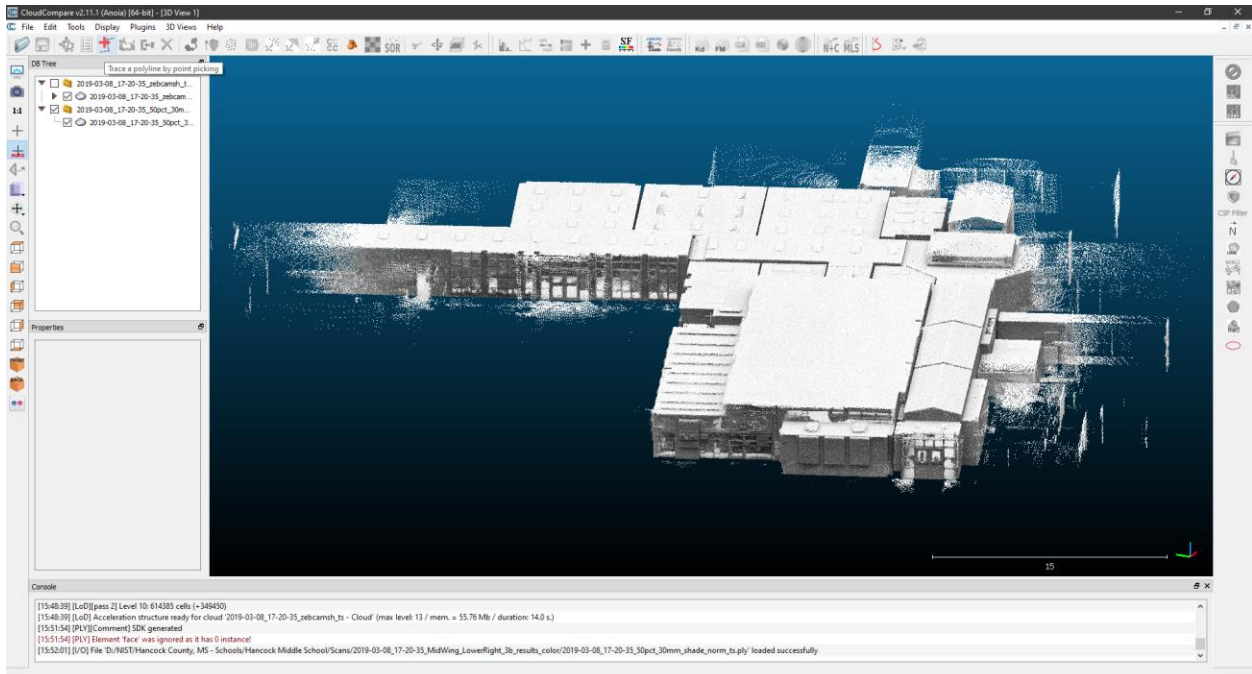 CloudCompare v2.11.1 (Anoia) [64-bit] - [3D View 1]
File Edit Tools Display Plugins 3D Views Help
SOR SF Kd FM N+C MLS S
DB Tree
Trace a polyline by point picking
2019-03-08_17-20-35_zebcamsh_t...
2019-03-08_17-20-35_zebcam...
2019-03-08_17-20-35_50pct_30m...
2019-03-08_17-20-35_50pct_3...
1:1
CSF Filter
N
Properties
15
Console
[15:48:39] [LoD][pass 2] Level 10: 614385 cells (+349450)
[15:48:39] [LoD] Acceleration structure ready for cloud '2019-03-08_17-20-35_zebcamsh_ts - Cloud' (max level: 13 / mem. = 55.76 Mb / duration: 14.0 s.)
[15:51:54] [PLY][Comment] SDK generated
[15:51:54] [PLY] Element 'face' was ignored as it has 0 instance!
[15:52:01] [I/O] File 'D:/NIST/Hancock County, MS - Schools/Hancock Middle School/Scans/2019-03-08_17-20-35_MidWing_LowerRight_3b_results_color/2019-03-08_17-20-35_50pct_30mm_shade_norm_ts.ply' loaded successfully